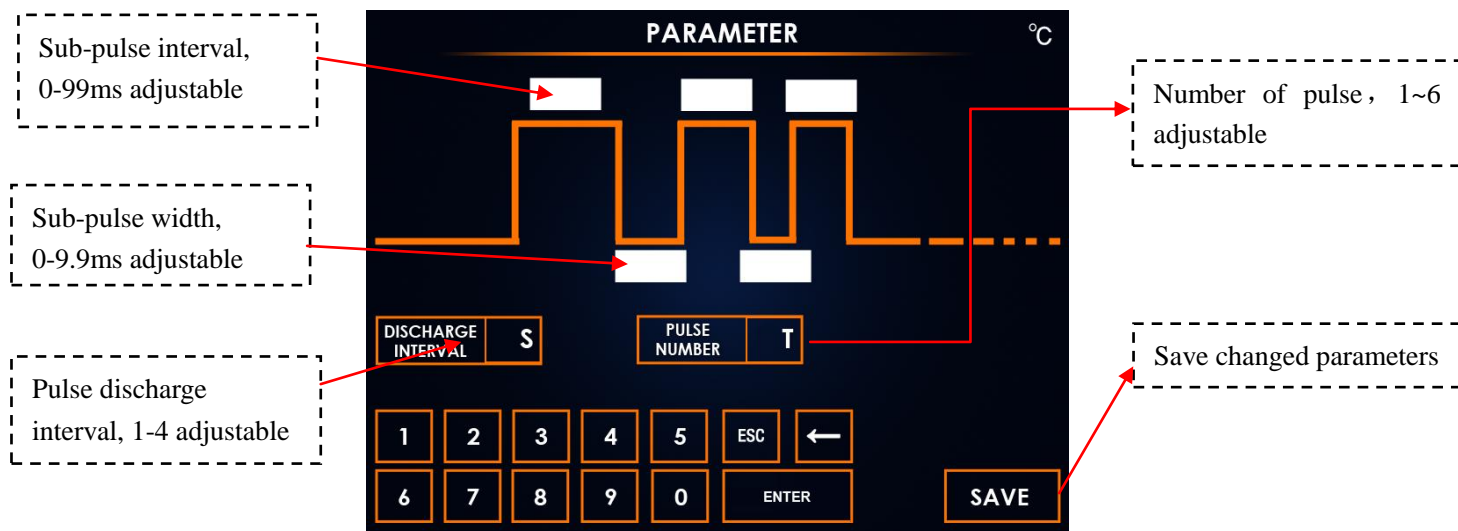 PARAMETER
℃
Sub-pulse interval,
0-99ms adjustable
Number of pulse，1~6
adjustable
Sub-pulse width,
0-9.9ms adjustable
DISCHARGE
INTERVAL
S
PULSE
NUMBER
T
Pulse discharge
interval, 1-4 adjustable
Save changed parameters
1 2 3 4 5 ESC ←
6 7 8 9 0 ENTER
SAVE